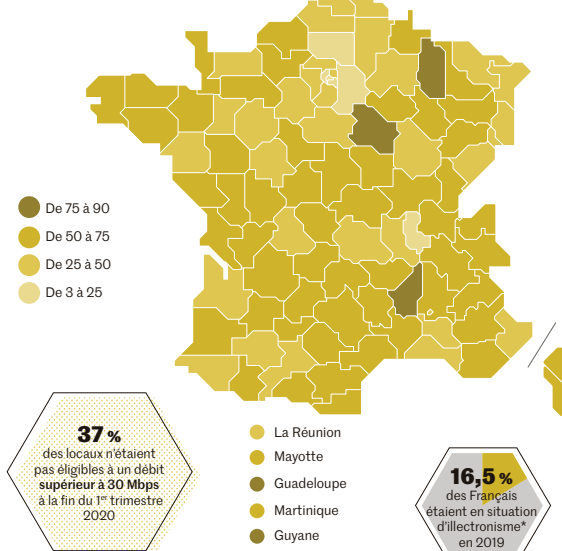 De 75 à 90
De 50 à 75
De 25 à 50
De 3 à 25
37 %
des locaux n'étaient
pas éligibles à un débit
supérieur à 30 Mbps
à la fin du 1er trimestre
2020
La Réunion
Mayotte
Guadeloupe
Martinique
Guyane
16,5 %
des Français
étaient en situation
d'illectronisme*
en 2019